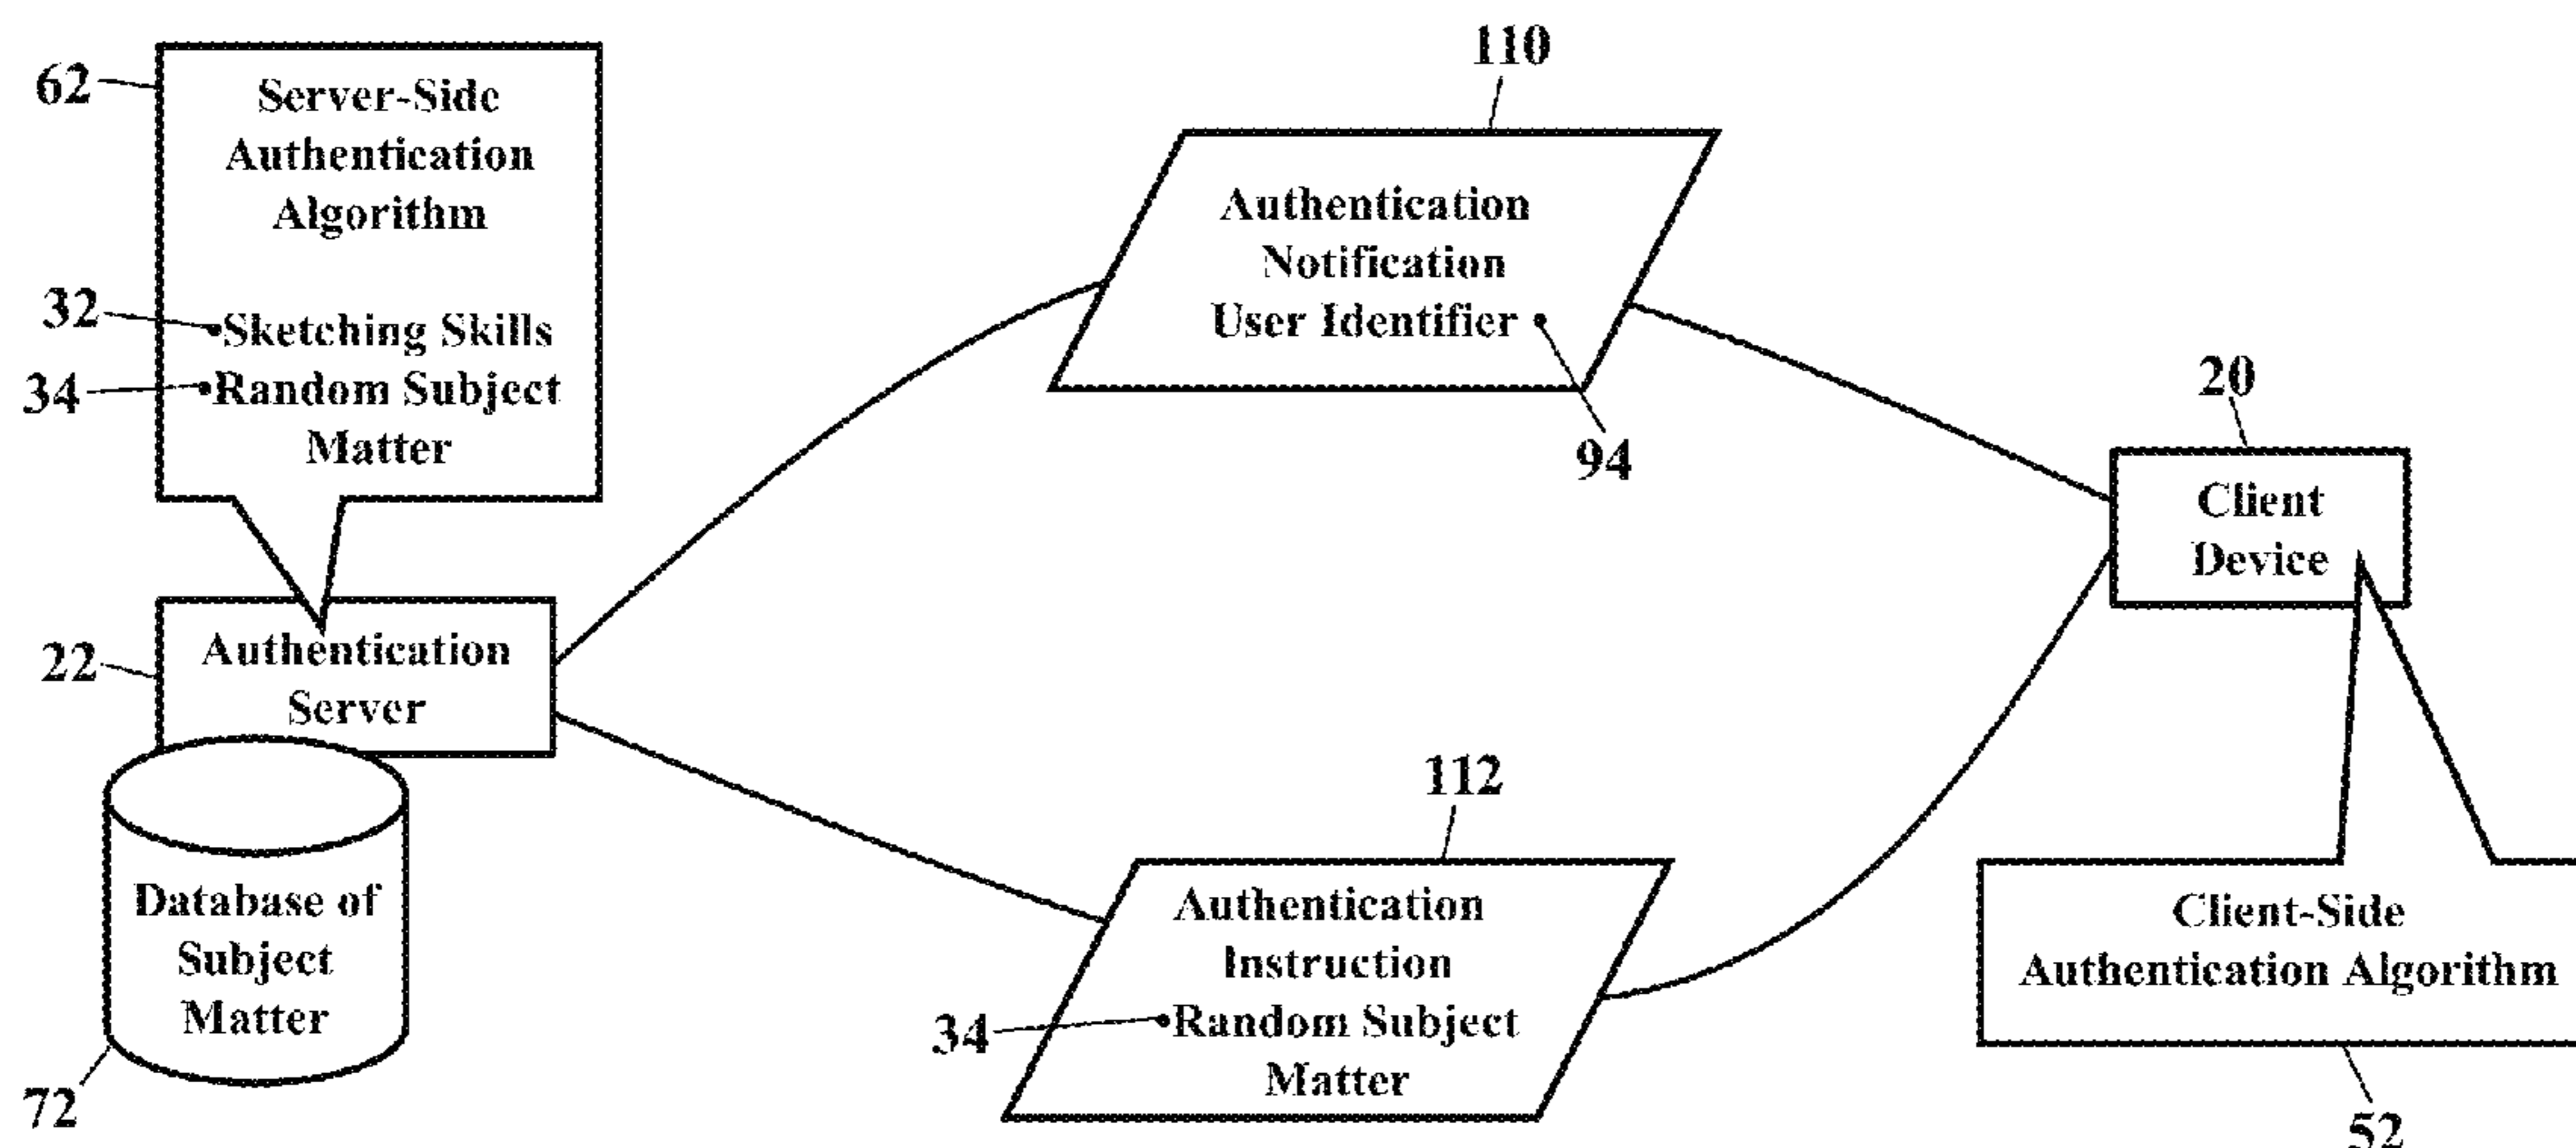 62
Server-Side
Authentication
Algorithm
32
•Sketching Skills
34
•Random Subject
Matter
22
Authentication
Server
Database of
Subject
Matter
72
110
Authentication
Notification
User Identifier •
94
112
Authentication
Instruction
34
•Random Subject
Matter
20
Client
Device
Client-Side
Authentication Algorithm
52